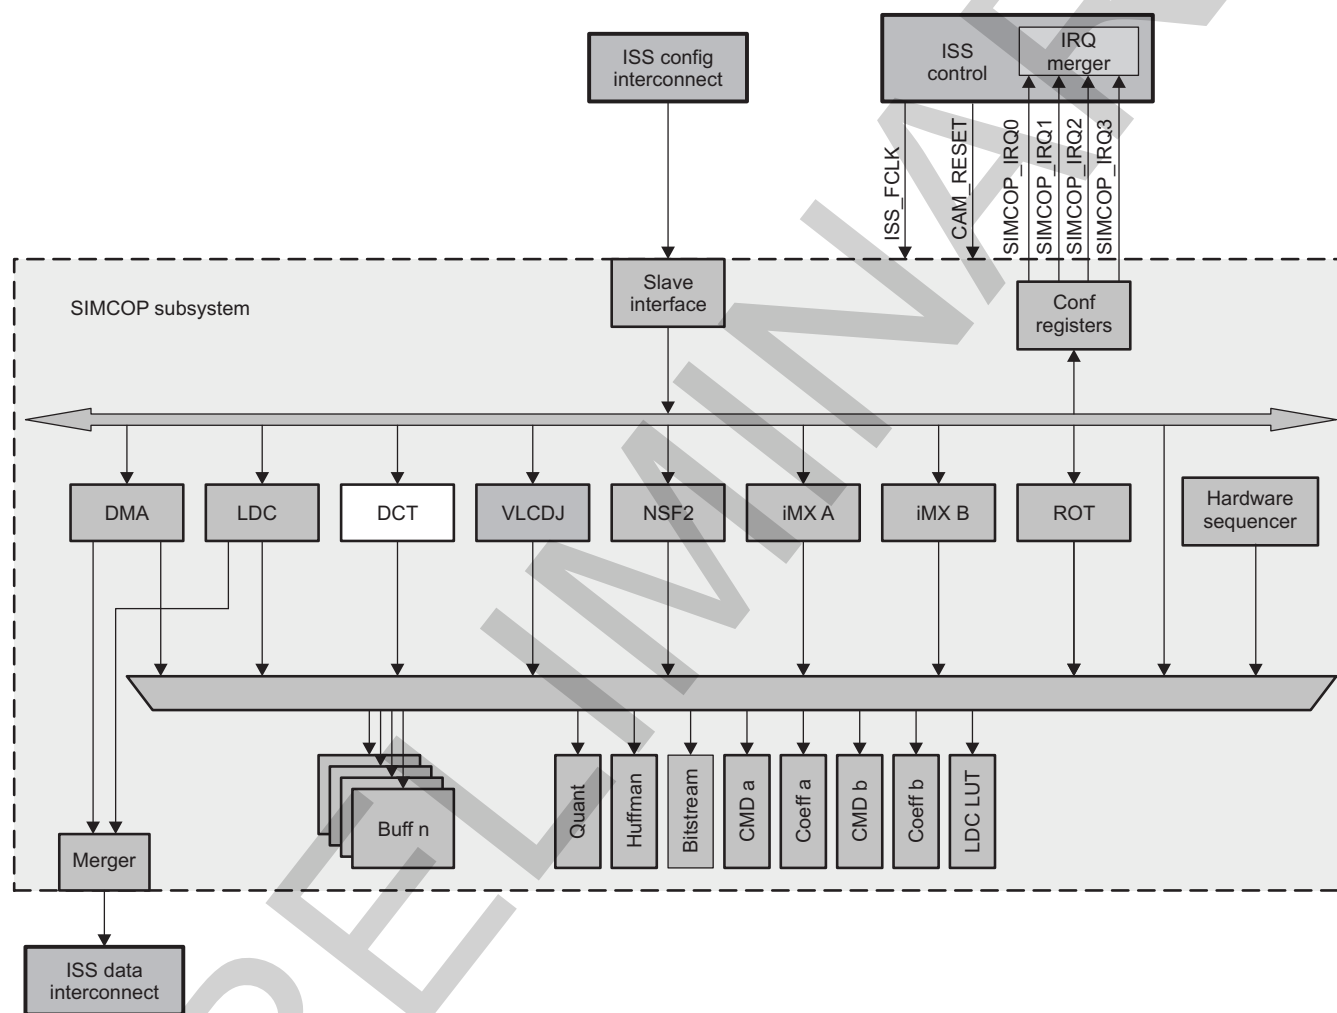 ISS config
interconnect
ISS
control
IRQ
merger
ISS_FCLK
CAM_RESET
SIMCOP_IRQ0
SIMCOP_IRQ1
SIMCOP_IRQ2
SIMCOP_IRQ3
SIMCOP subsystem
Slave
interface
Conf
registers
DMA
LDC
DCT
VLCDJ
NSF2
iMX A
iMX B
ROT
Hardware
sequencer
Buff n
Quant
Huffman
Bitstream
CMD a
Coeff a
CMD b
Coeff b
LDC LUT
Merger
ISS data
interconnect
RELIMINAR